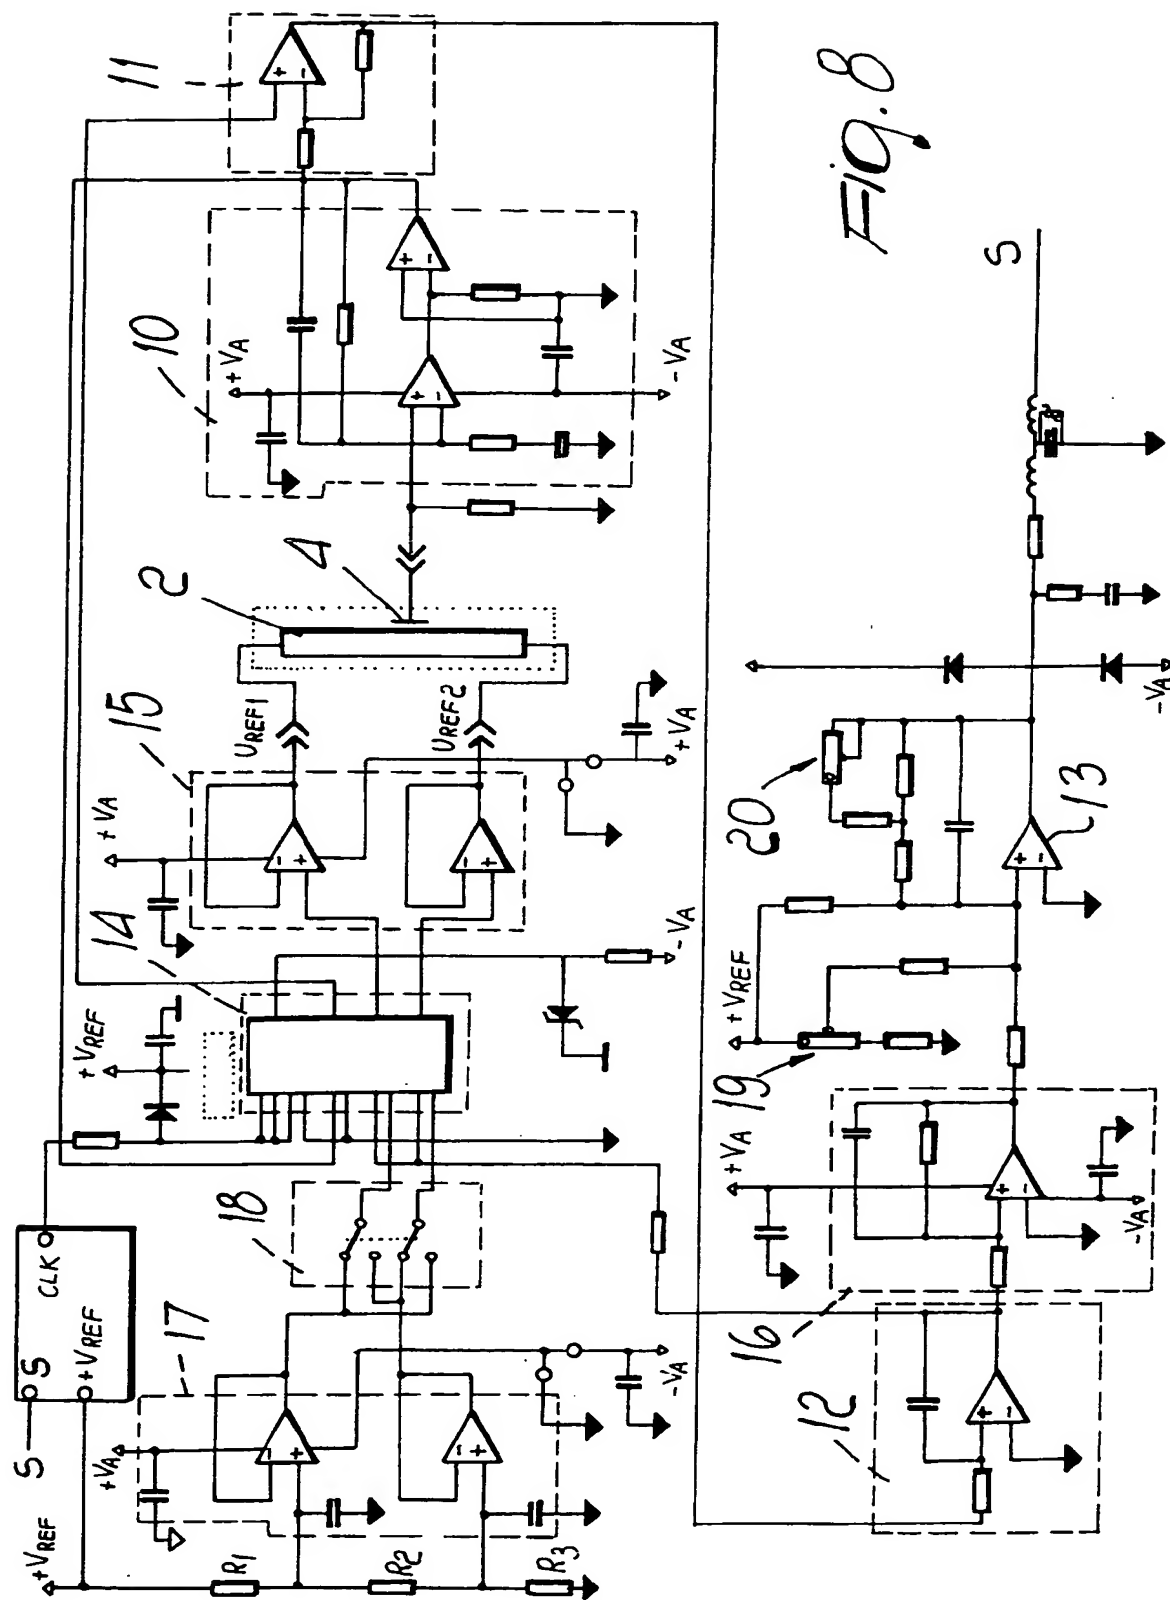 11
10
+VA
-VA
Fig. 8
S
2
4
15
UREF1
UREF2
+VA
+VA
14
-VA
+VREF
20
13
-VA
+VREF
19
+VA
-VA
16
12
18
CLK
S
+VREF
S
17
+VA
-VA
+VREF
R1
R2
R3